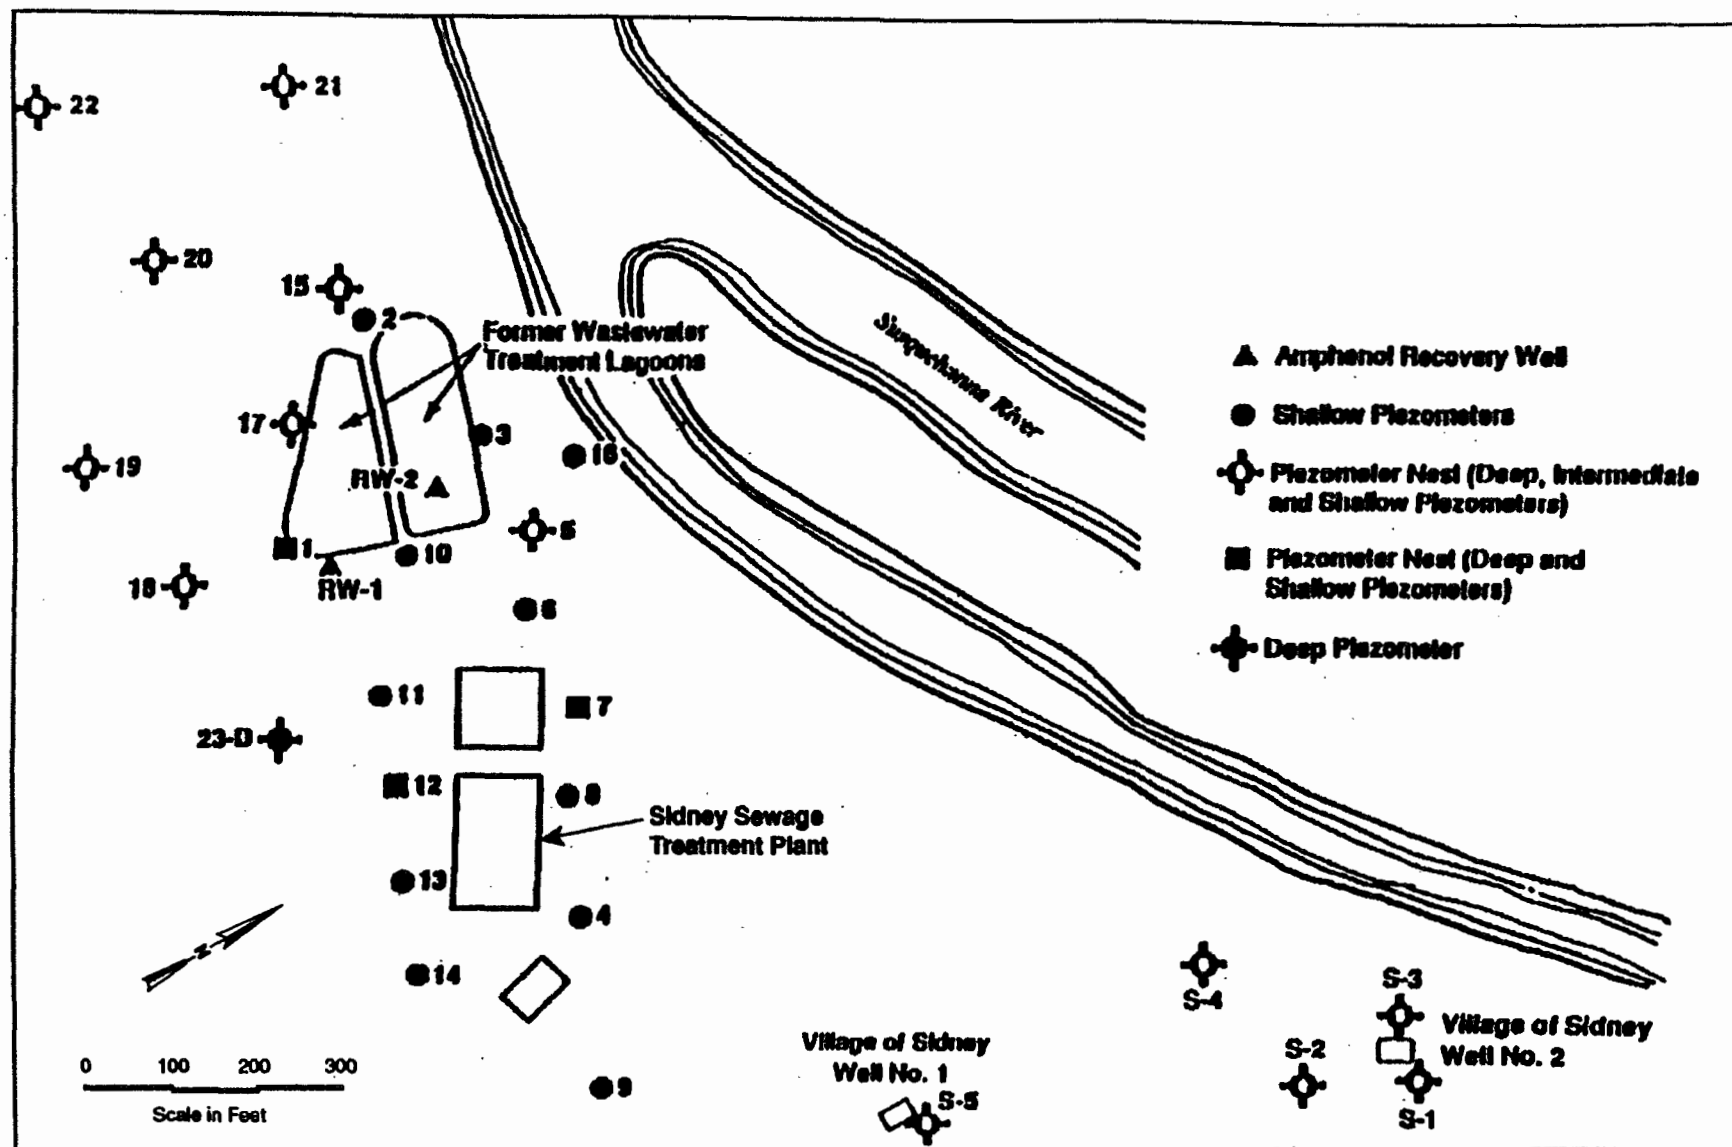 21
22
20
15
2
Former Wastewater
Treatment Lagoons
Susquehanna River
Amphenol Recovery Well
Shallow Piezometers
Piezometer Nest (Deep, Intermediate
and Shallow Piezometers)
Piezometer Nest (Deep and
Shallow Piezometers)
Deep Piezometer
17
3
16
19
RW-2
5
1
10
RW-1
18
6
11
7
23-D
12
8
Sidney Sewage
Treatment Plant
13
4
N
14
S-4
S-3
Village of Sidney
Well No. 2
S-2
S-1
Village of Sidney
Well No. 1
S-5
9
0 100 200 300
Scale in Feet